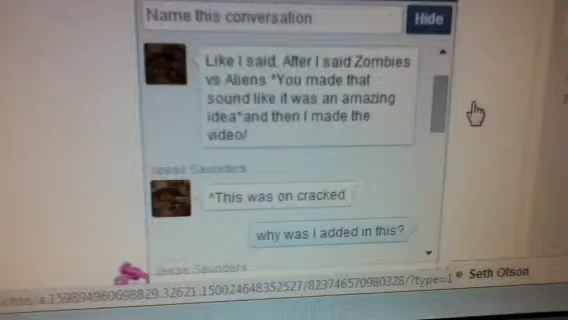 Name this conversation
Hide
Like I said, After I said Zombies
vs Aliens *You made that
sound like it was an amazing
idea*and then I made the
video/
Jesse Saunders
^This was on cracked
why was I added in this?
Jesse Saunders
Seth Olson